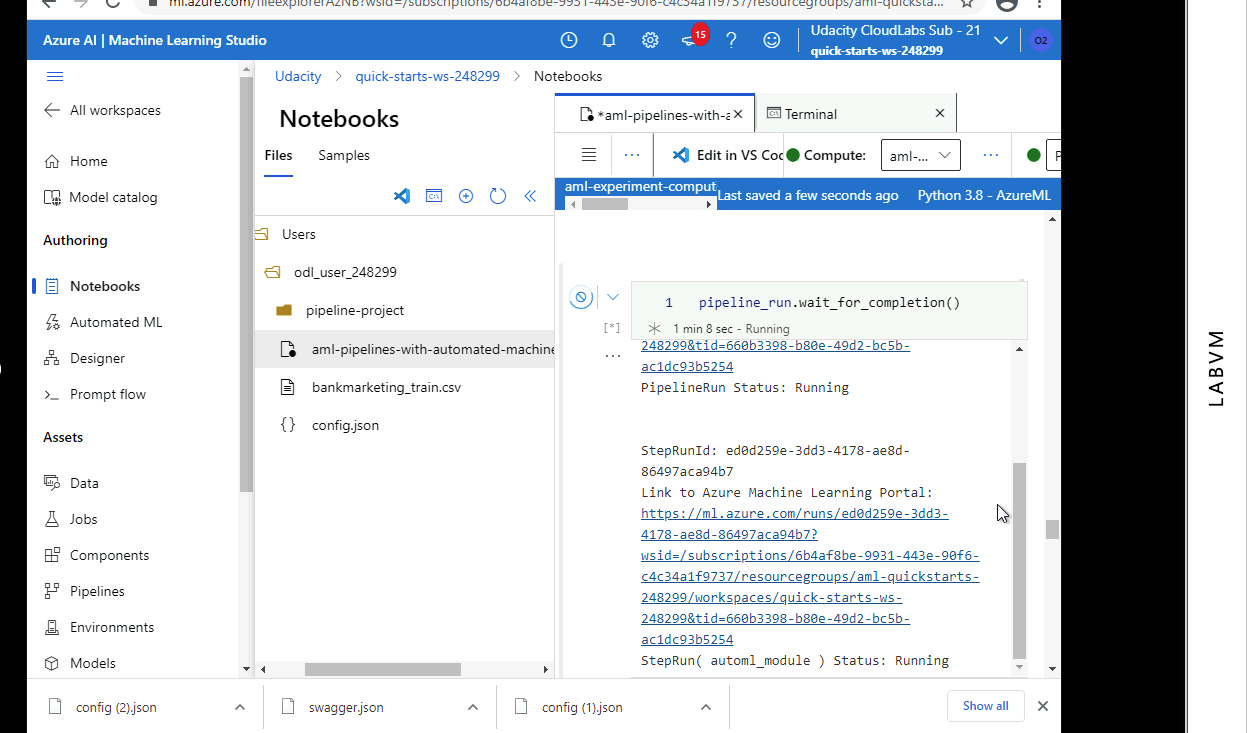 ml.azure.com/fileexplorerAzNB?wsid=/subscriptions/6b4af8be-9931-443e-90f6-c4c34a1f9737/resourcegroups/aml-quicksta...
Azure AI | Machine Learning Studio
15
Udacity CloudLabs Sub - 21
quick-starts-ws-248299
O2
All workspaces
Home
Model catalog
Authoring
Notebooks
Automated ML
Designer
Prompt flow
Assets
Data
Jobs
Components
Pipelines
Environments
Models
Udacity > quick-starts-ws-248299 > Notebooks
Notebooks
Files Samples
Users
odl_user_248299
pipeline-project
aml-pipelines-with-automated-machine
bankmarketing_train.csv
config.json
*aml-pipelines-with-a
Terminal
Edit in VS Coc
Compute:
aml-...
aml-experiment-comput
Last saved a few seconds ago
Python 3.8 - AzureML
1 pipeline_run.wait_for_completion()
[*]
1 min 8 sec - Running
248299&tid=660b3398-b80e-49d2-bc5b-
ac1dc93b5254
PipelineRun Status: Running
StepRunId: ed0d259e-3dd3-4178-ae8d-
86497aca94b7
Link to Azure Machine Learning Portal:
https://ml.azure.com/runs/ed0d259e-3dd3-
4178-ae8d-86497aca94b7?
wsid=/subscriptions/6b4af8be-9931-443e-90f6-
c4c34a1f9737/resourcegroups/aml-quickstarts-
248299/workspaces/quick-starts-ws-
248299&tid=660b3398-b80e-49d2-bc5b-
ac1dc93b5254
StepRun( automl_module ) Status: Running
config (2).json
swagger.json
config (1).json
Show all
LABVM